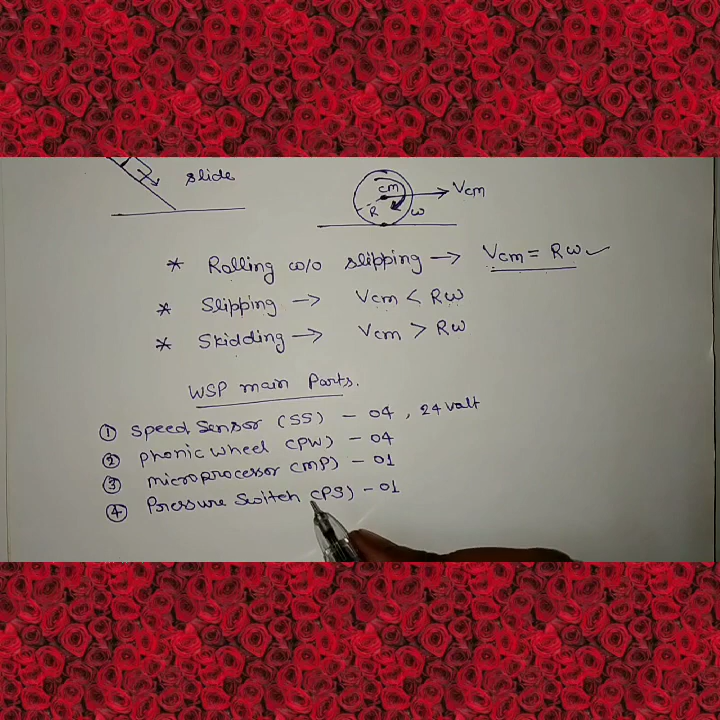 slide
cm
Vcm
R
ω
* Rolling w/o slipping → Vcm = Rω ✓
* Slipping → Vcm < Rω
* Skidding → Vcm > Rω
WSP main Parts.
① Speed Sensor (SS) - 04 , 24 Volt
② phonic wheel (PW) - 04
③ microprocessor (MP) - 01
④ Pressure Switch (PS) - 01